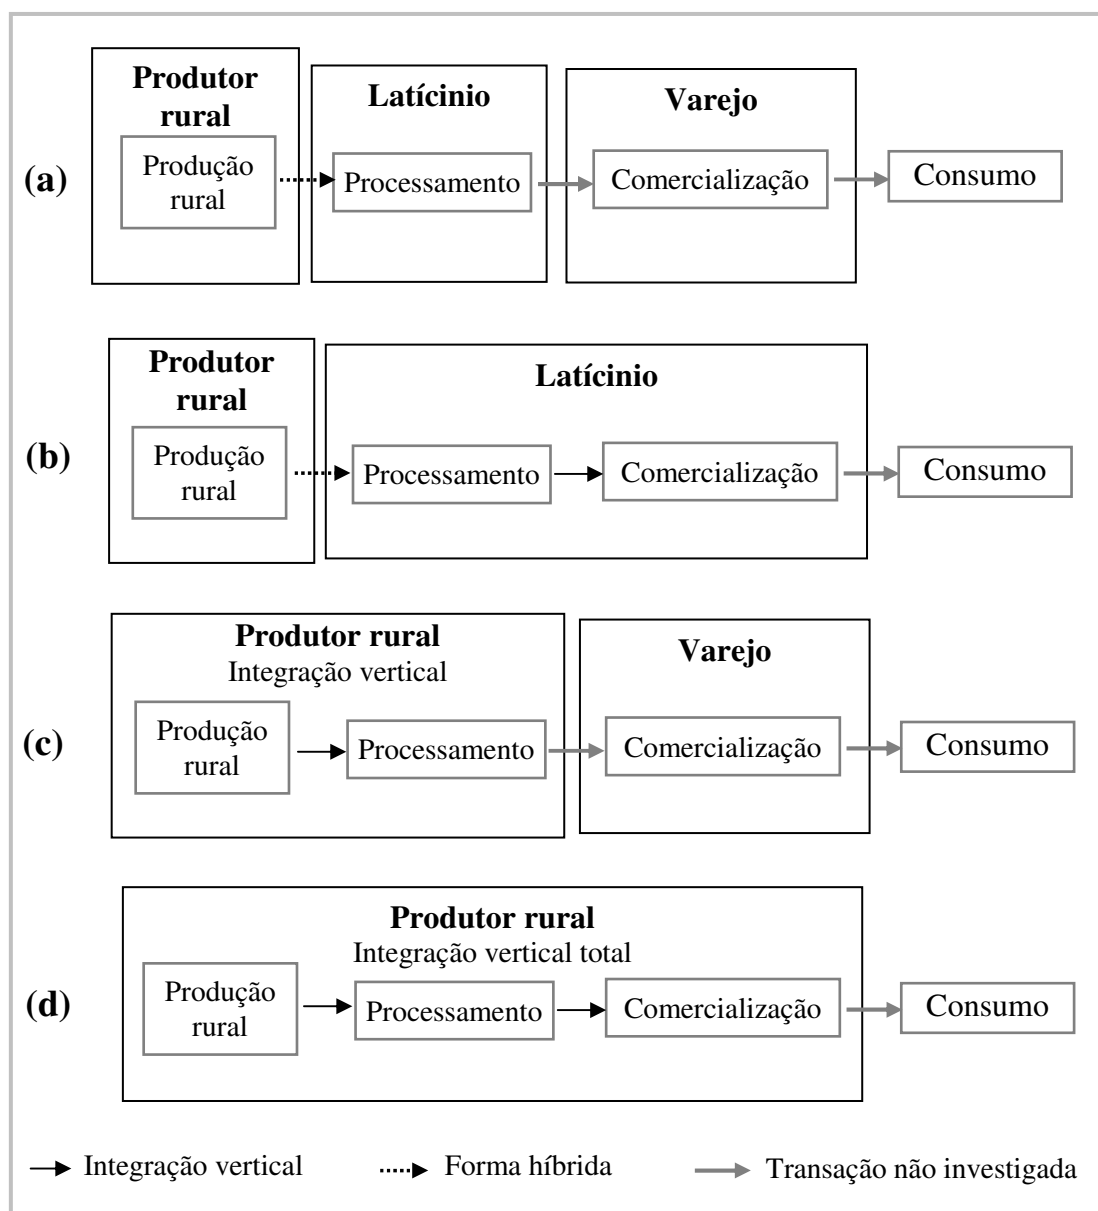 Produtor
rural
Latícinio
Varejo
(a)
Produção
rural
Processamento
Comercialização
Consumo
Produtor
rural
Latícinio
(b)
Produção
rural
Processamento
Comercialização
Consumo
Produtor rural
Integração vertical
Varejo
(c)
Produção
rural
Processamento
Comercialização
Consumo
Produtor rural
Integração vertical total
(d)
Produção
rural
Processamento
Comercialização
Consumo
Integração vertical
Forma híbrida
Transação não investigada